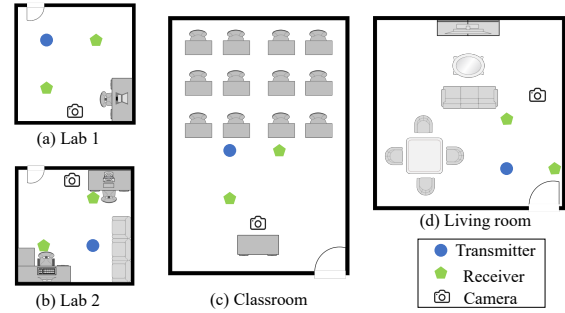 (a) Lab 1
(b) Lab 2
(c) Classroom
(d) Living room
Transmitter
Receiver
Camera